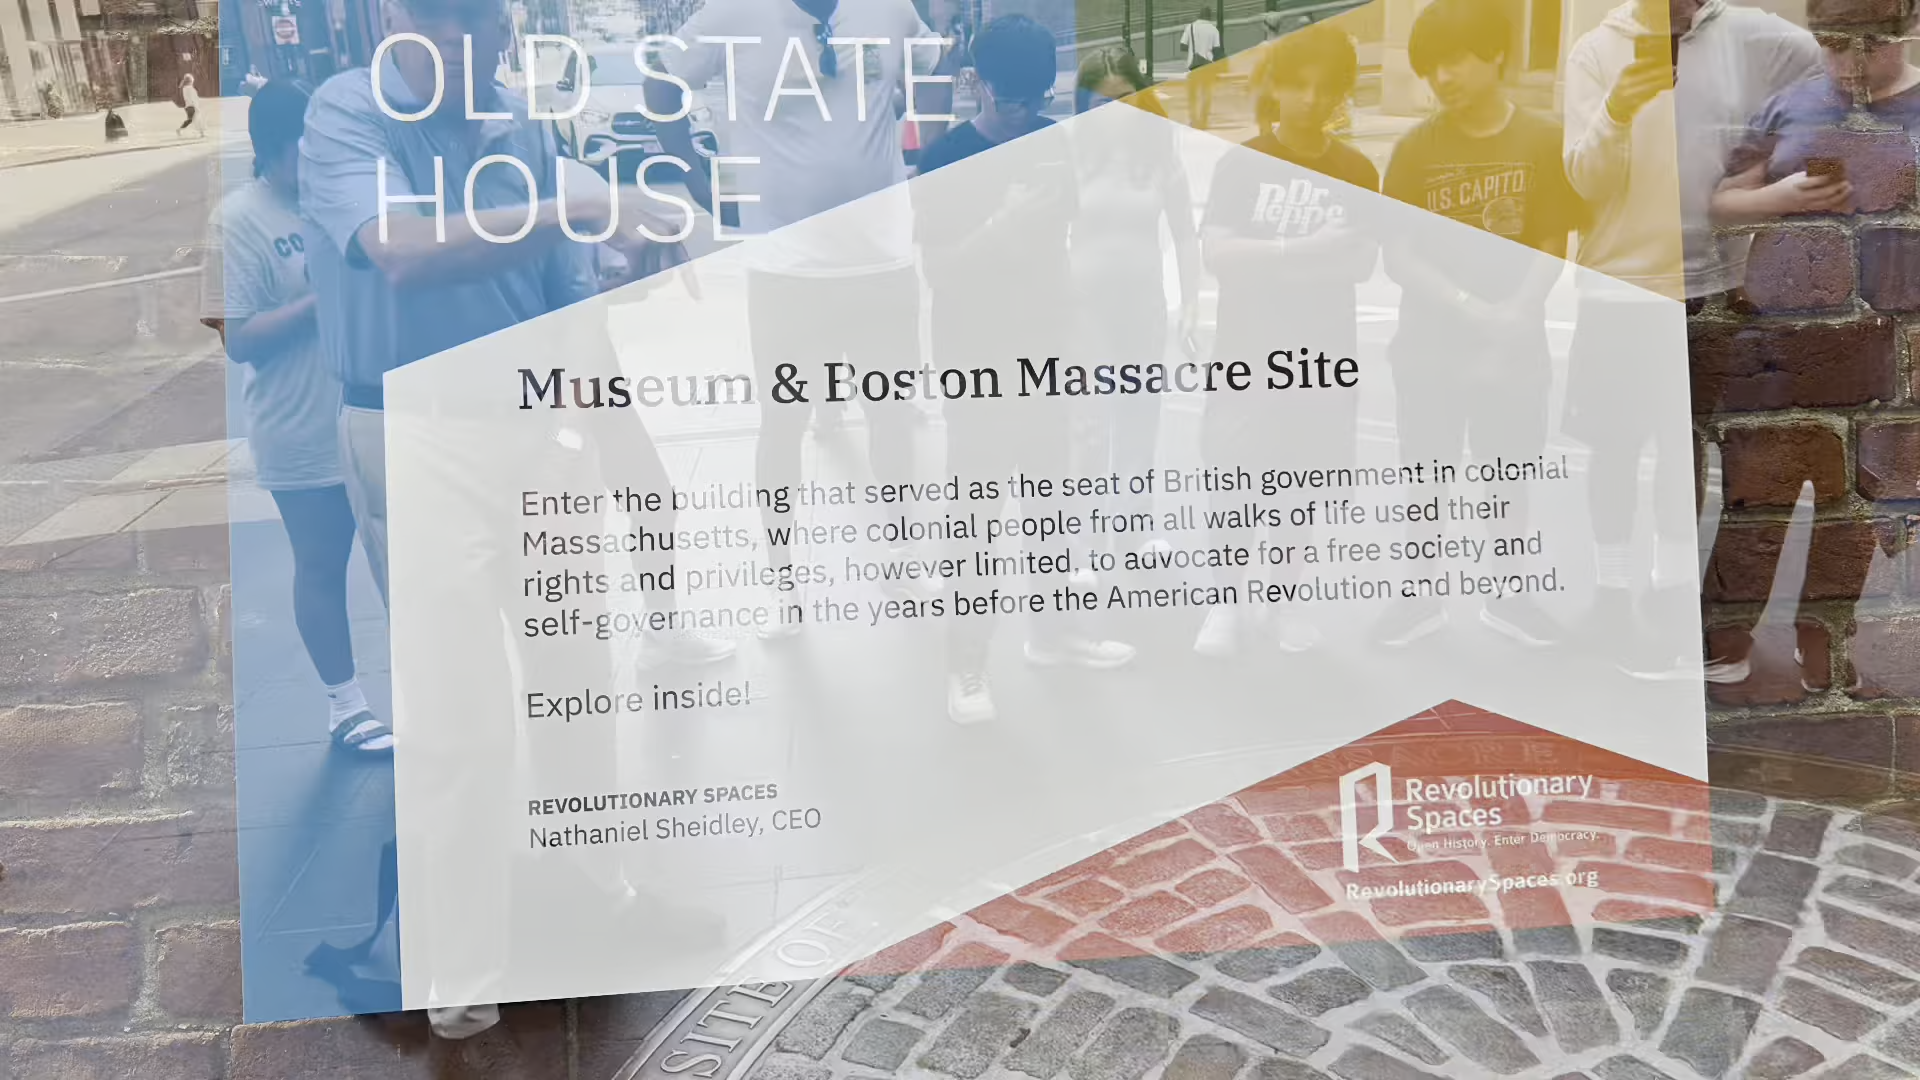 OLD STATE
HOUSE
CO
Dr
Pepper
U.S. CAPITO
Museum & Boston Massacre Site
Enter the building that served as the seat of British government in colonial
Massachusetts, where colonial people from all walks of life used their
rights and privileges, however limited, to advocate for a free society and
self-governance in the years before the American Revolution and beyond.
Explore inside!
REVOLUTIONARY SPACES
Nathaniel Sheidley, CEO
Revolutionary
Spaces
Open History. Enter Democracy.
RevolutionarySpaces.org
SITE OF
MASSACRE